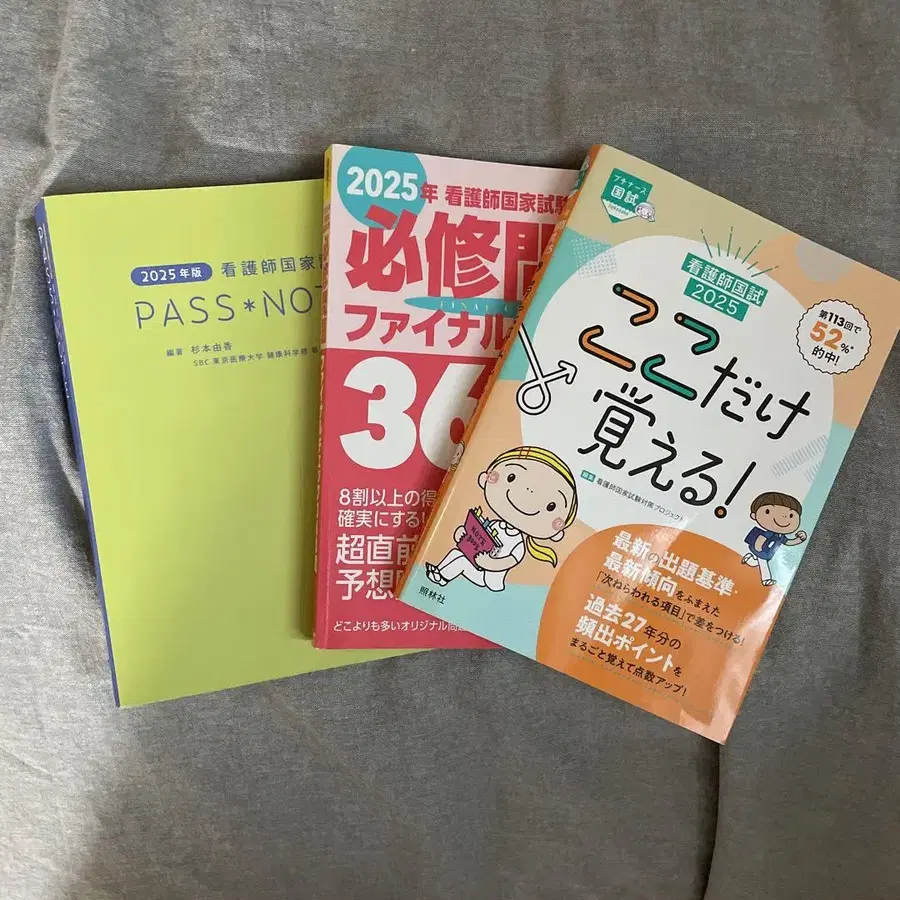 2025年版 看護師国家試
PASS*NOT
編著 杉本由香
SBC 東京医療大学 健康科学部 看
2025年 看護師国家試験
必修問
FINAL
ファイナル
36
8割以上の得
確実にする!
超直前
予想
どこよりも多いオリジナル問題
プチナース
国試
看護師国試
2025
ここだけ
覚える!
第113回で
52%*
的中!
編集 看護師国家試験対策プロジェクト
NOTE
BOOK
照林社
最新の出題基準・
最新傾向をふまえた
「次ねらわれる項目」で差をつける!
過去27年分の
頻出ポイントを
まるごと覚えて点数アップ!